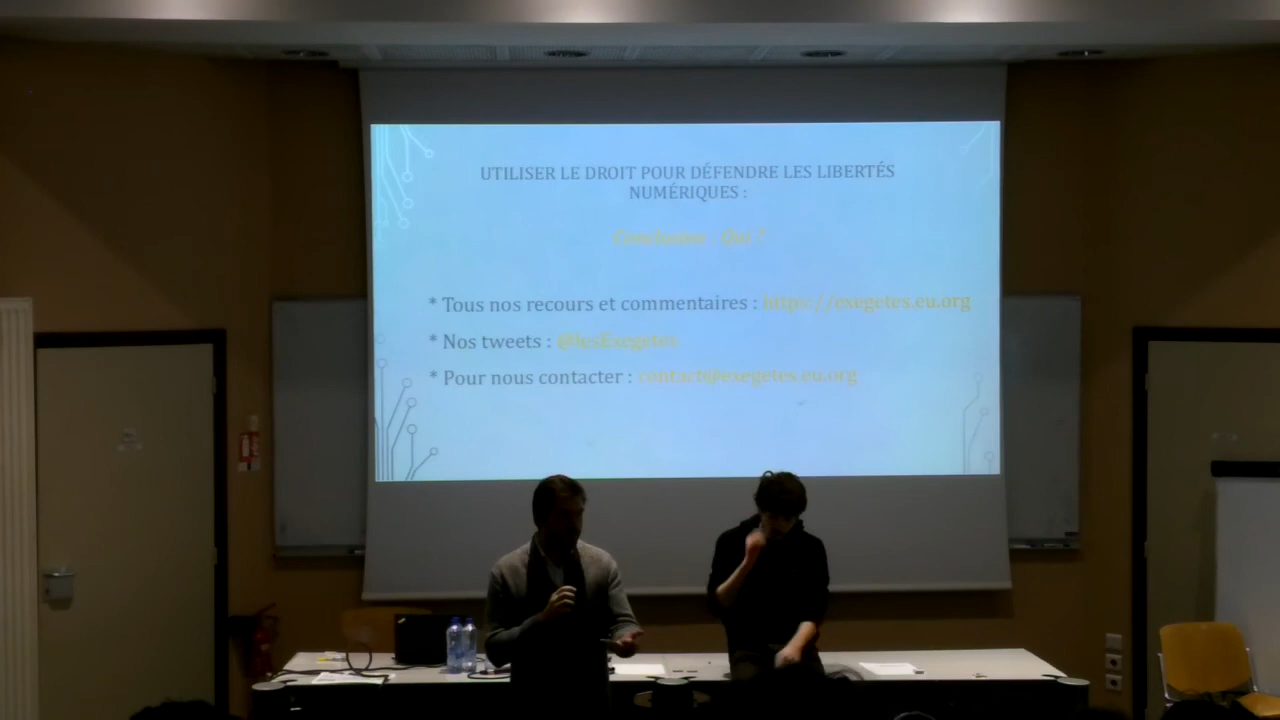 UTILISER LE DROIT POUR DÉFENDRE LES LIBERTÉS
NUMÉRIQUES :
Conclusion : Qui ?
* Tous nos recours et commentaires : https://exegetes.eu.org
* Nos tweets : @lesExegetes
* Pour nous contacter : contact@exegetes.eu.org